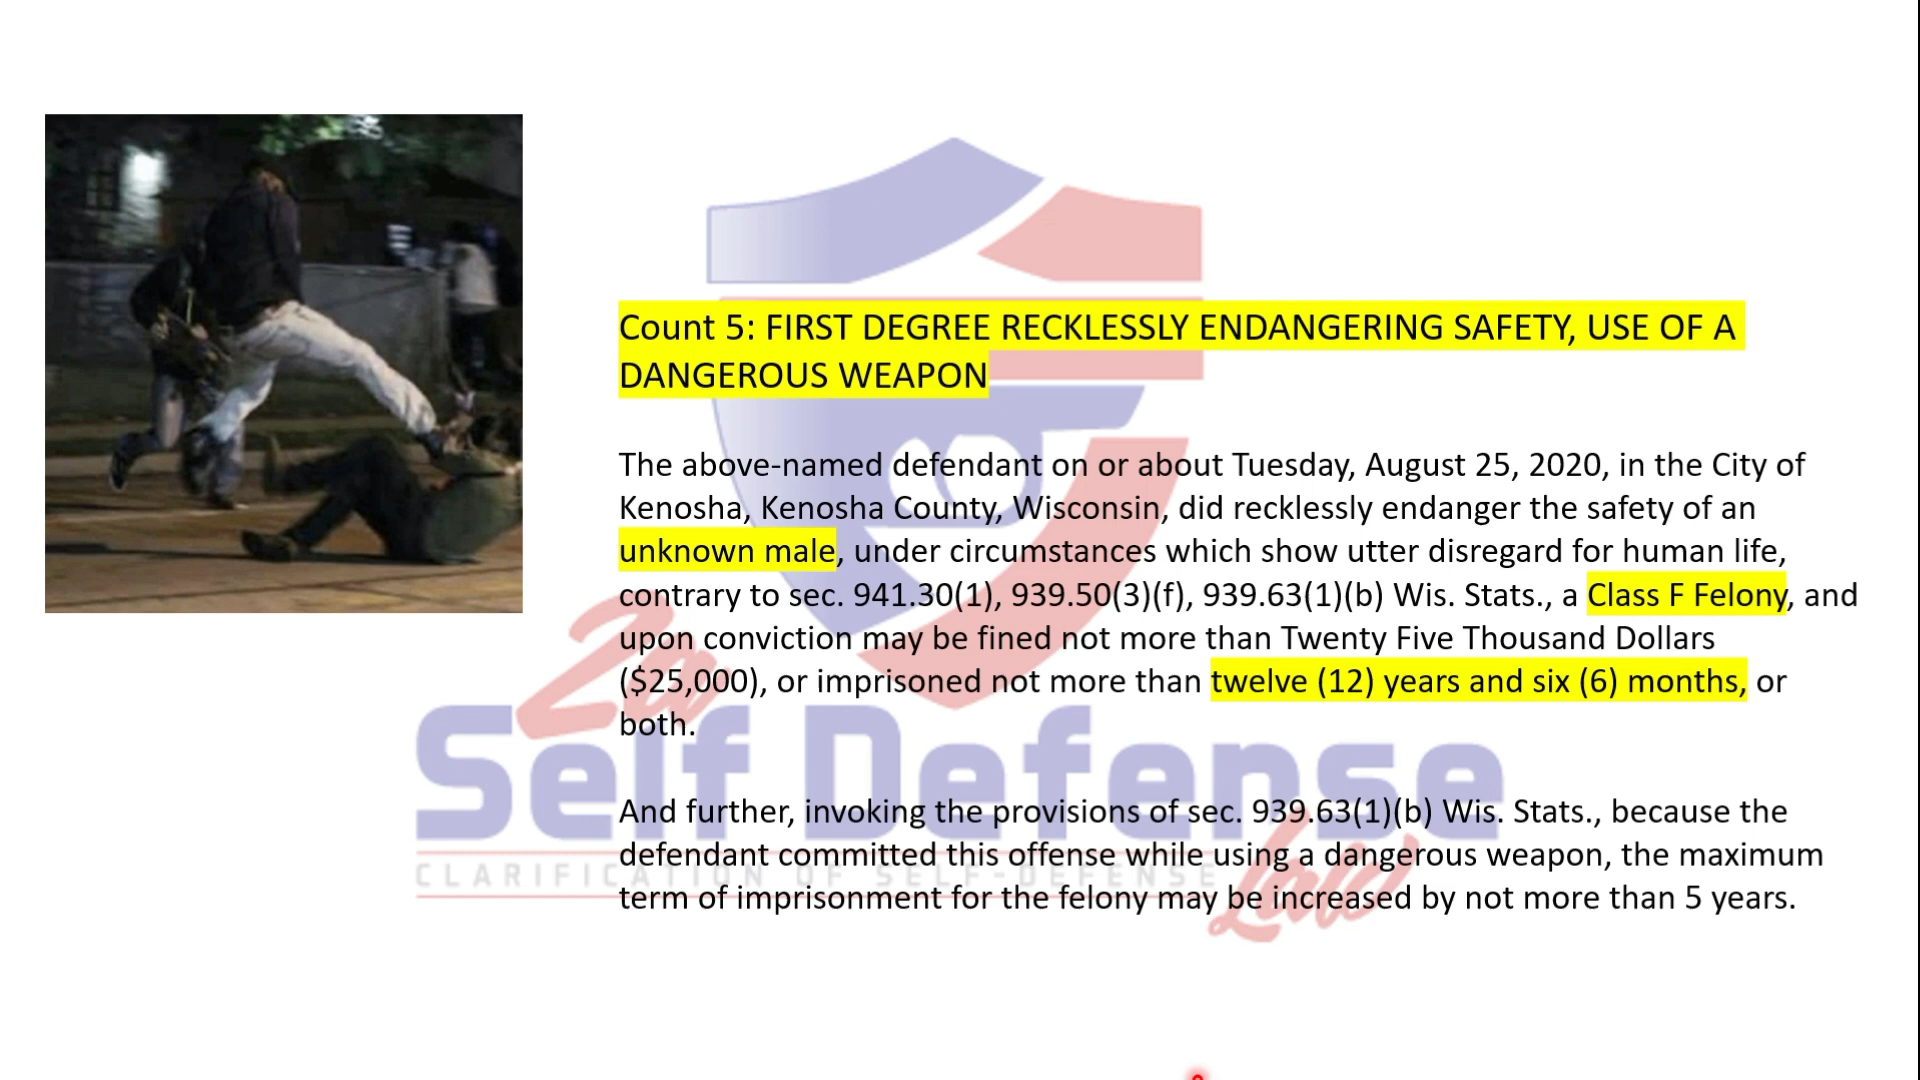 Count 5: FIRST DEGREE RECKLESSLY ENDANGERING SAFETY, USE OF A
DANGEROUS WEAPON
The above-named defendant on or about Tuesday, August 25, 2020, in the City of
Kenosha, Kenosha County, Wisconsin, did recklessly endanger the safety of an
unknown male, under circumstances which show utter disregard for human life,
contrary to sec. 941.30(1), 939.50(3)(f), 939.63(1)(b) Wis. Stats., a Class F Felony, and
upon conviction may be fined not more than Twenty Five Thousand Dollars
($25,000), or imprisoned not more than twelve (12) years and six (6) months, or
both.
And further, invoking the provisions of sec. 939.63(1)(b) Wis. Stats., because the
defendant committed this offense while using a dangerous weapon, the maximum
term of imprisonment for the felony may be increased by not more than 5 years.
2a
Self Defense
CLARIFICATION OF SELF-DEFENSE
Law